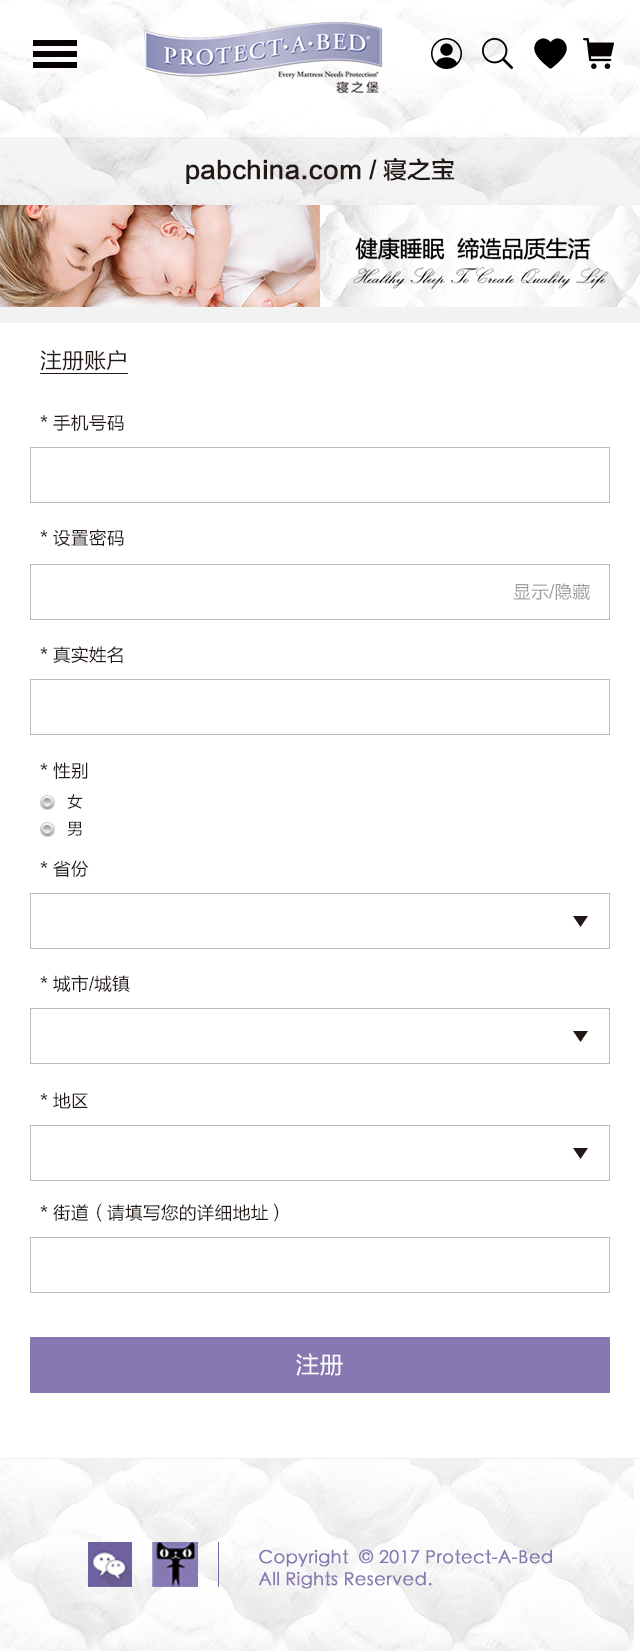 PROTECT·A·BED®
Every Mattress Needs Protection®
寝之堡
pabchina.com / 寝之宝
健康睡眠 缔造品质生活
Healthy Sleep To Create Quality Life
注册账户
* 手机号码
* 设置密码
显示/隐藏
* 真实姓名
* 性别
女
男
* 省份
* 城市/城镇
* 地区
* 街道（请填写您的详细地址）
注册
Copyright © 2017 Protect-A-Bed
All Rights Reserved.